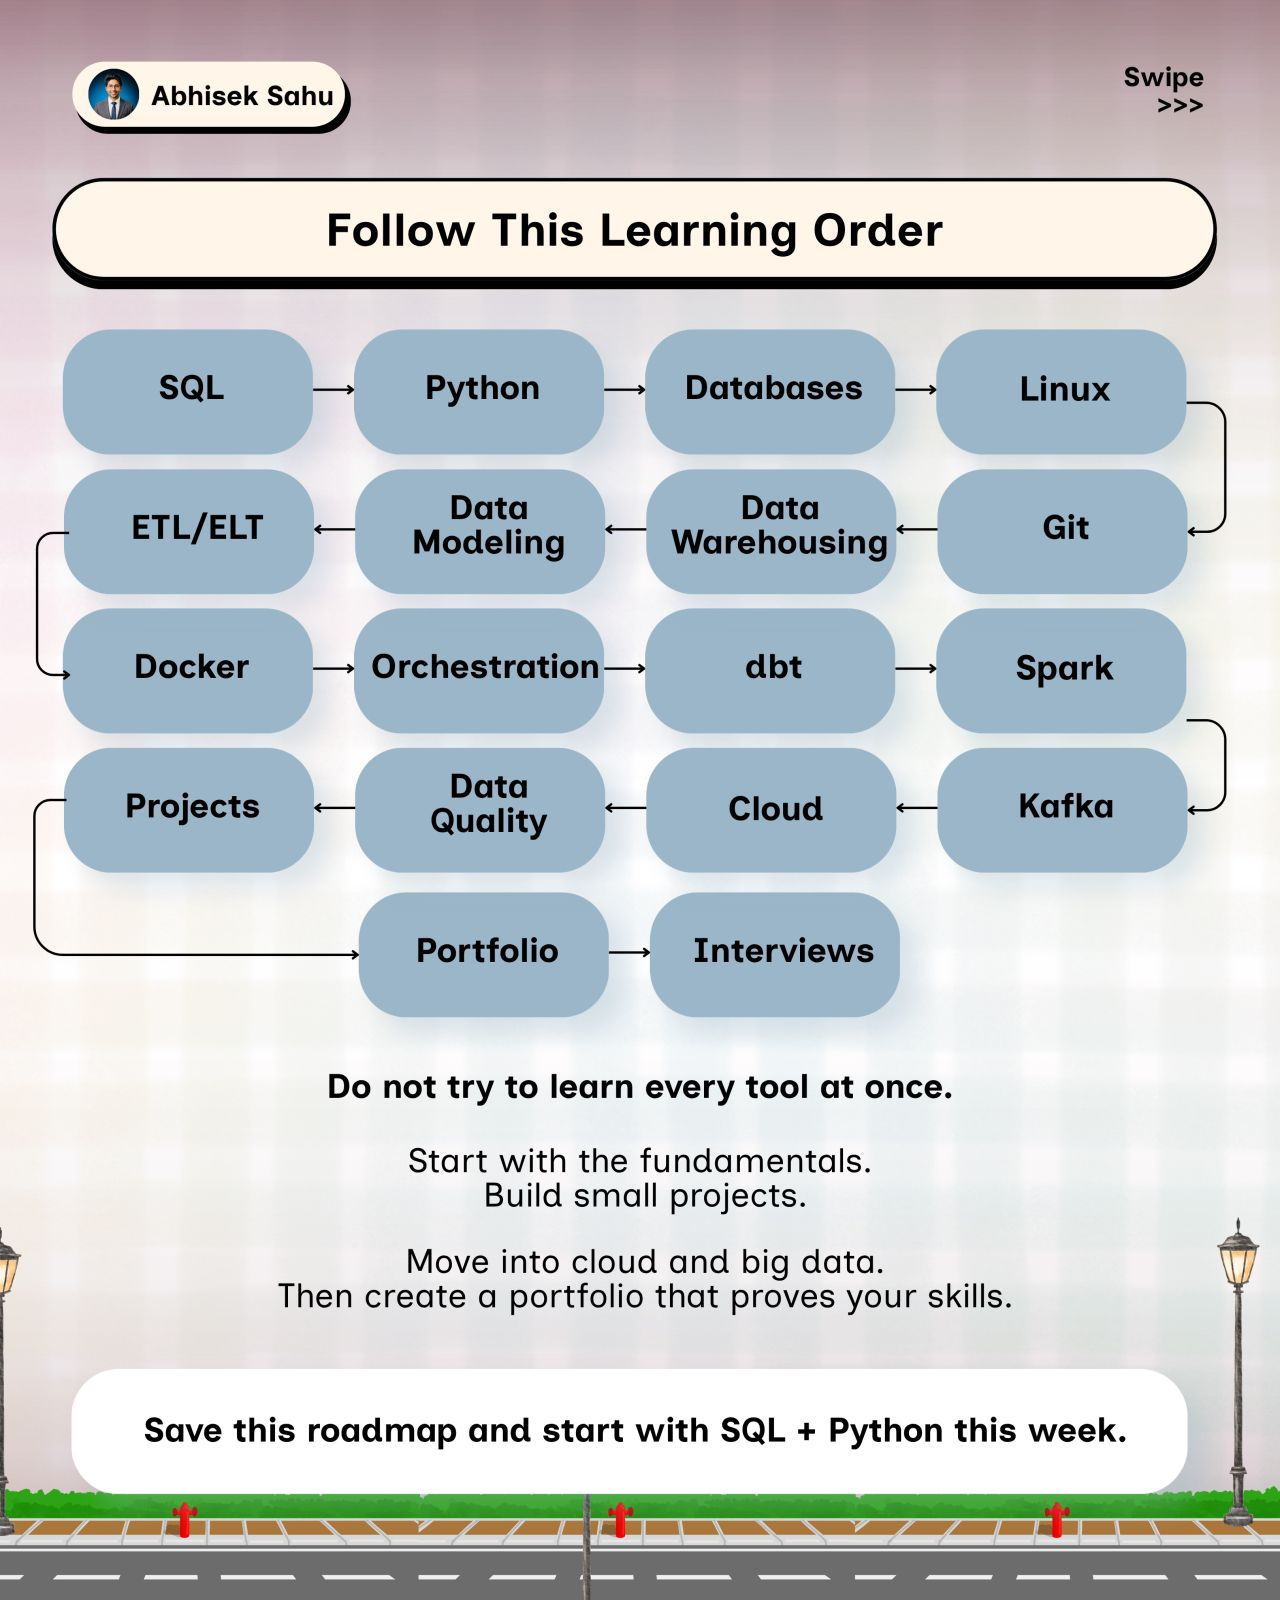 Abhisek Sahu
Swipe
>>>
Follow This Learning Order
SQL
Python
Databases
Linux
Git
Data
Warehousing
Data
Modeling
ETL/ELT
Docker
Orchestration
dbt
Spark
Kafka
Cloud
Data
Quality
Projects
Portfolio
Interviews
Do not try to learn every tool at once.
Start with the fundamentals.
Build small projects.
Move into cloud and big data.
Then create a portfolio that proves your skills.
Save this roadmap and start with SQL + Python this week.